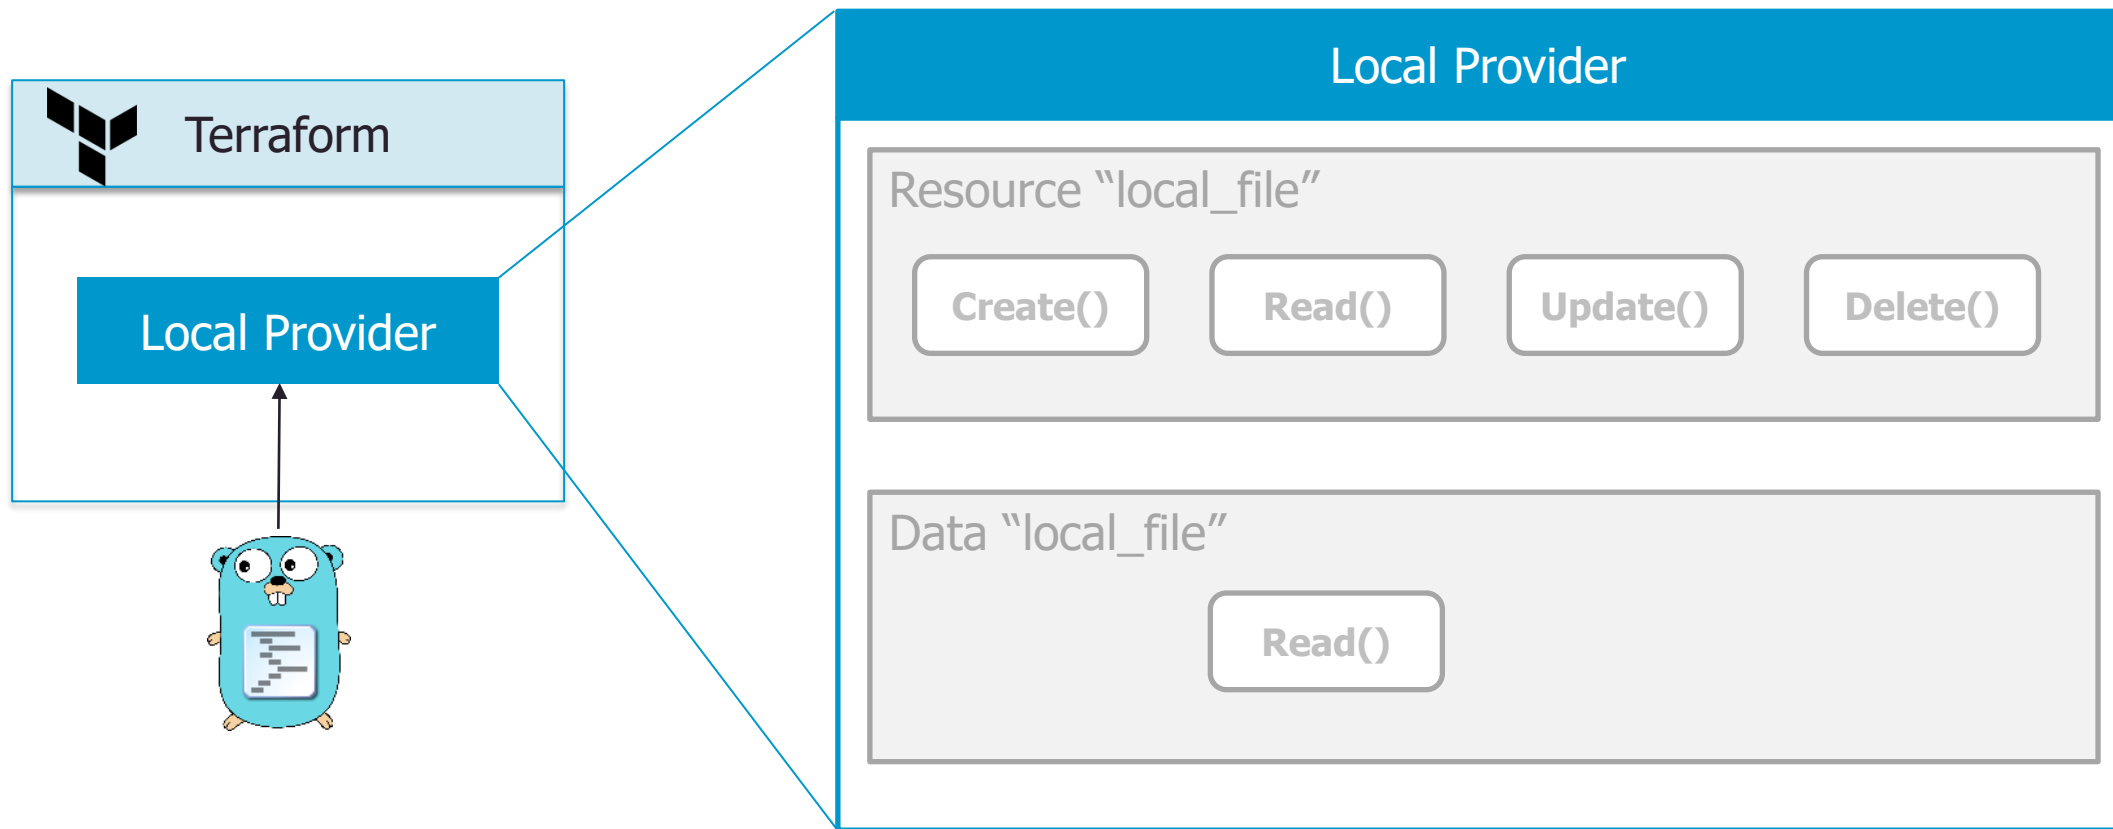 Terraform
Local Provider
Local Provider
Resource “local_file”
Create()
Read()
Update()
Delete()
Data “local_file”
Read()